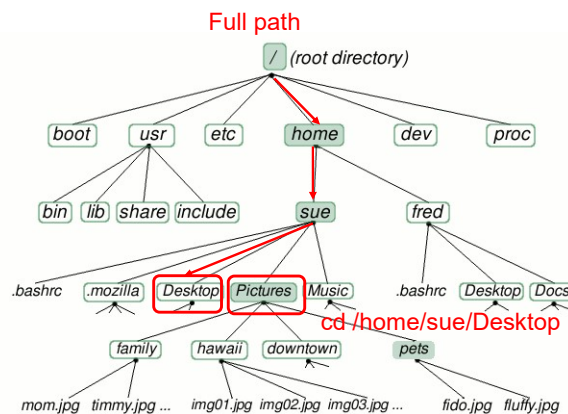 Full path
/ (root directory)
boot usr etc home dev proc
bin lib share include sue fred
.bashrc .mozilla Desktop Pictures Music .bashrc Desktop Docs
cd /home/sue/Desktop
family hawaii downtown pets
mom.jpg timmy.jpg ... img01.jpg img02.jpg img03.jpg ... fido.jpg fluffy.jpg